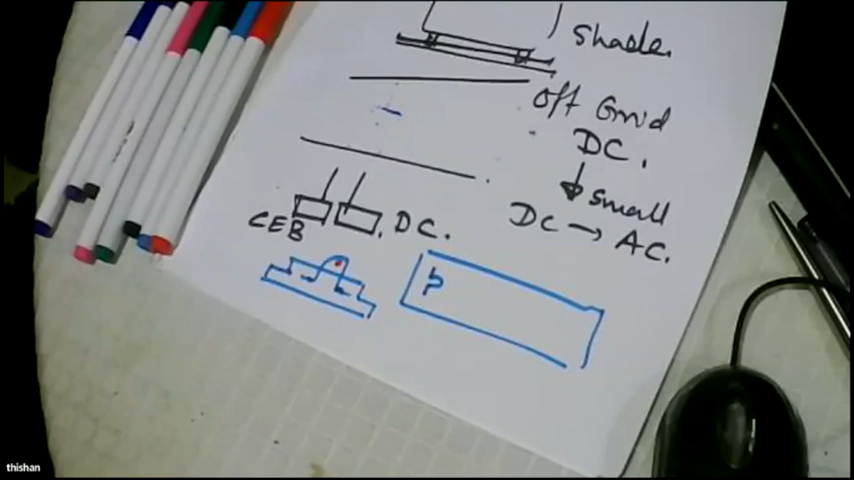 Shade.
Off Grid
DC.
Small
DC → AC.
CEB
DC.
P
thishan